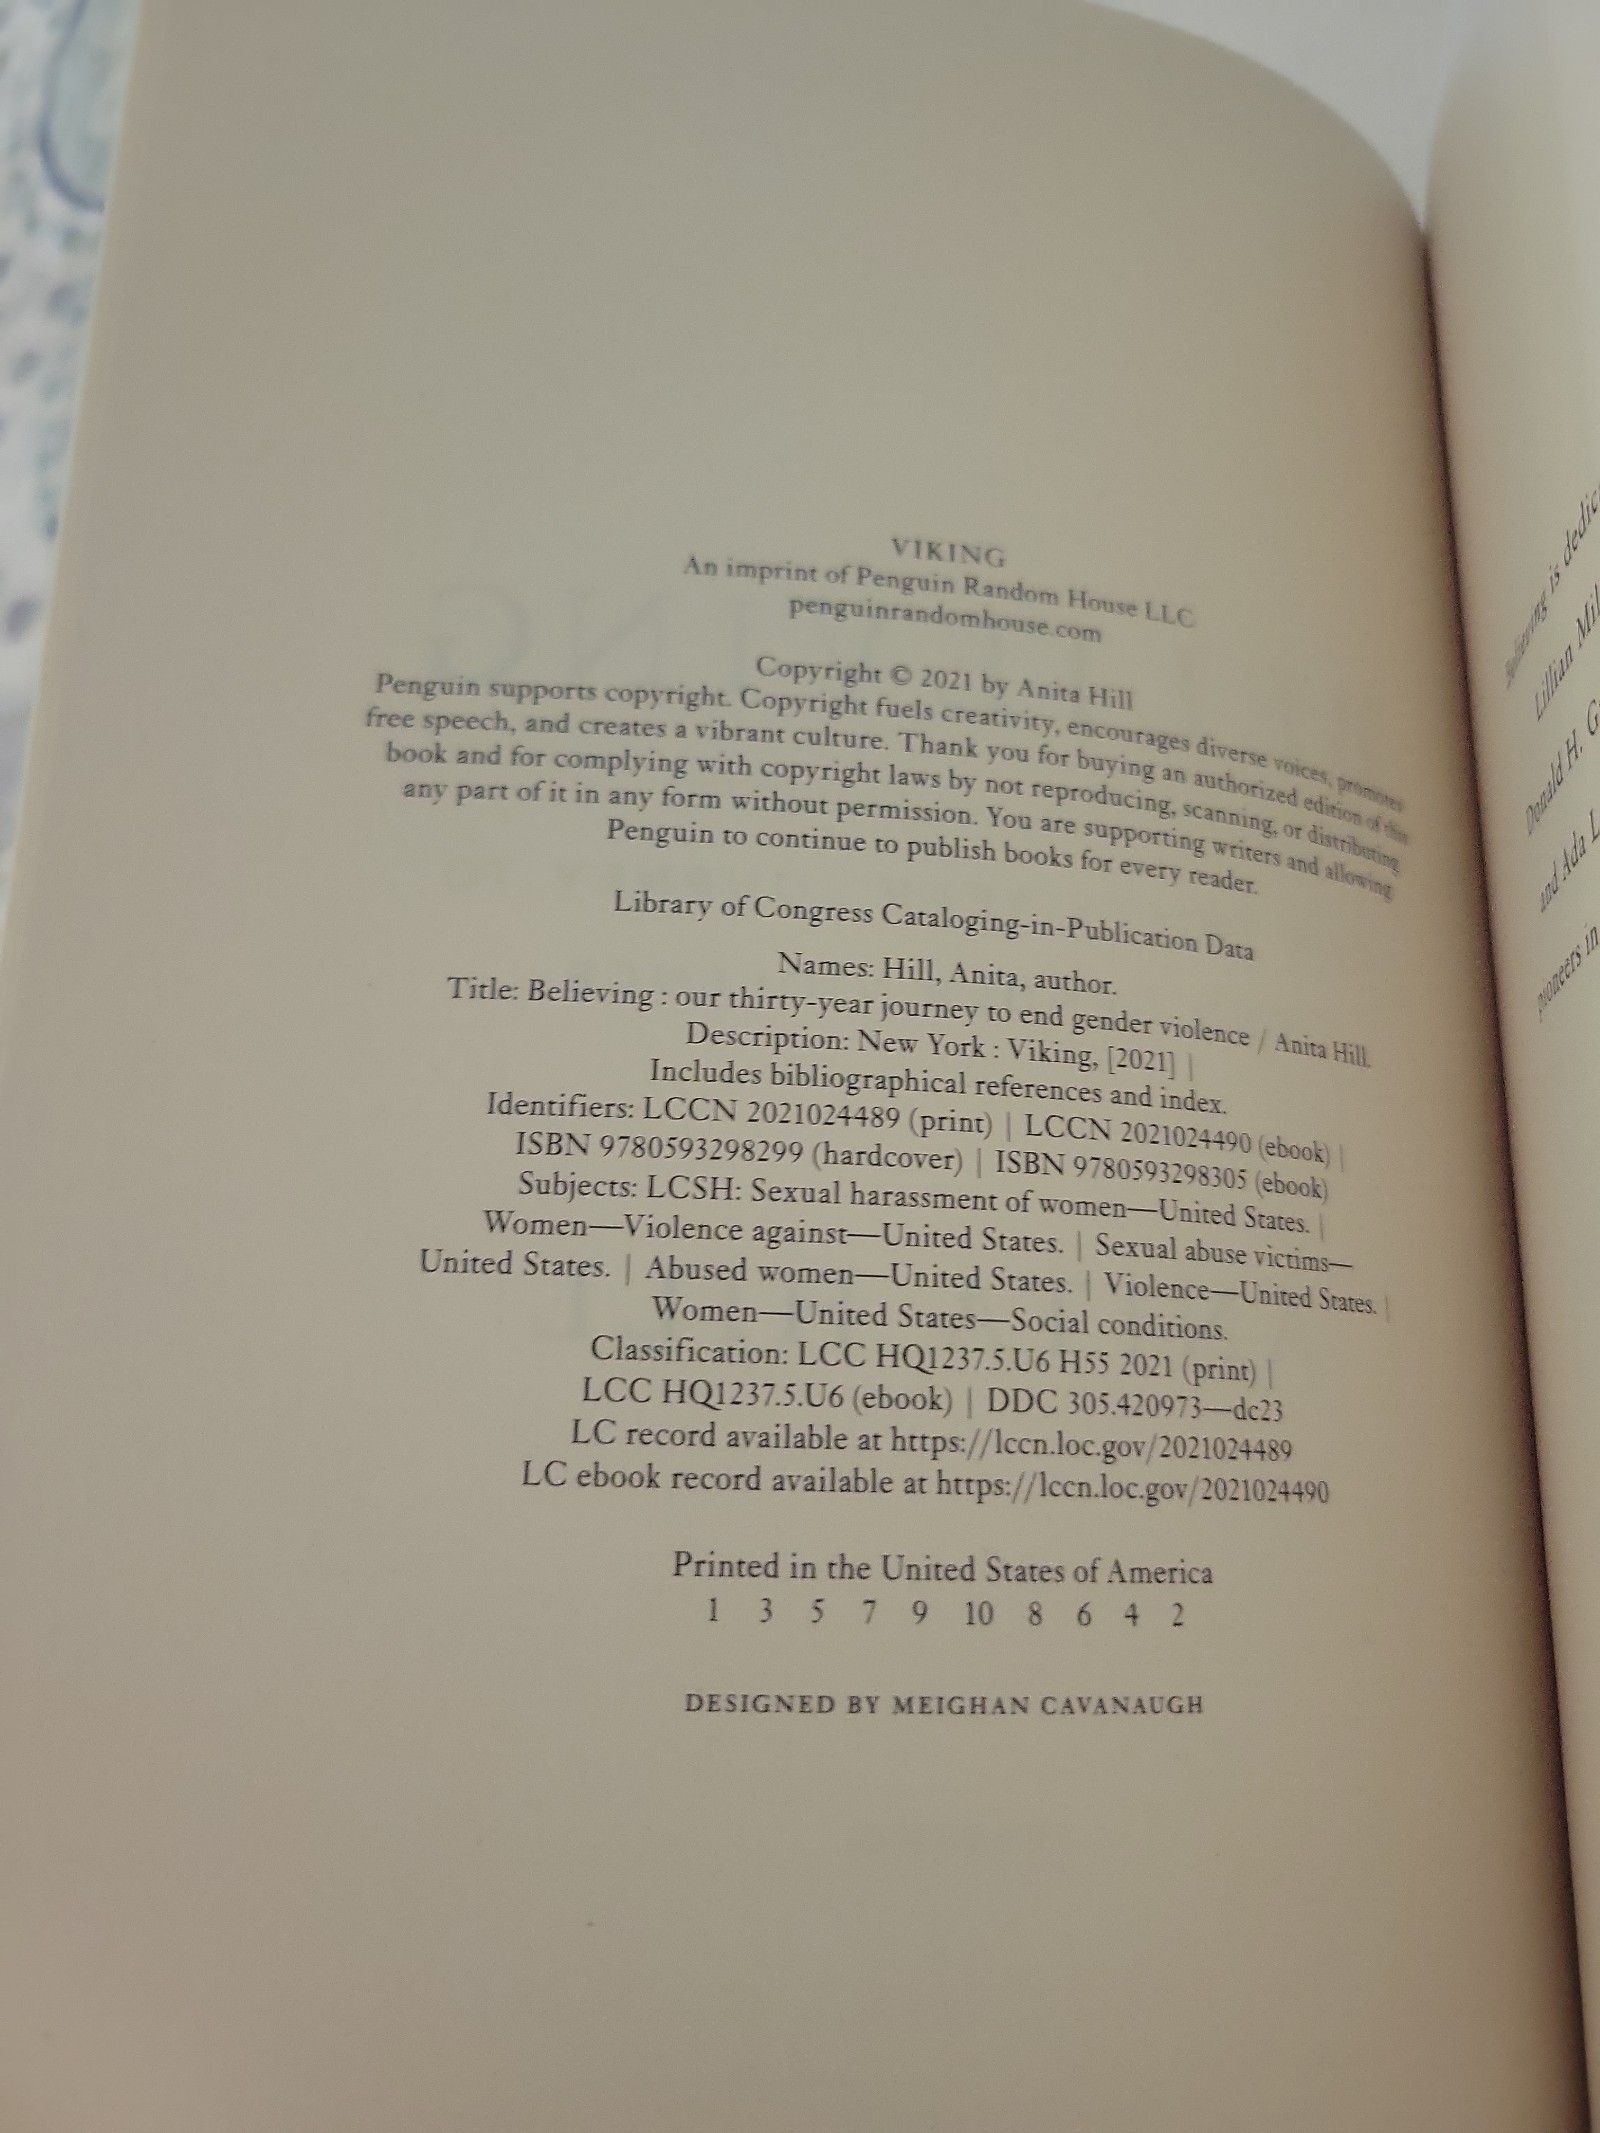 VIKING
An imprint of Penguin Random House LLC
penguinrandomhouse.com
Copyright © 2021 by Anita Hill
Penguin supports copyright. Copyright fuels creativity, encourages diverse voices, promotes
free speech, and creates a vibrant culture. Thank you for buying an authorized edition of this
book and for complying with copyright laws by not reproducing, scanning, or distributing
any part of it in any form without permission. You are supporting writers and allowing
Penguin to continue to publish books for every reader.
Library of Congress Cataloging-in-Publication Data
Names: Hill, Anita, author.
Title: Believing : our thirty-year journey to end gender violence / Anita Hill.
Description: New York : Viking, [2021] |
Includes bibliographical references and index.
Identifiers: LCCN 2021024489 (print) | LCCN 2021024490 (ebook) |
ISBN 9780593298299 (hardcover) | ISBN 9780593298305 (ebook)
Subjects: LCSH: Sexual harassment of women—United States. |
Women—Violence against—United States. | Sexual abuse victims—
United States. | Abused women—United States. | Violence—United States. |
Women—United States—Social conditions.
Classification: LCC HQ1237.5.U6 H55 2021 (print) |
LCC HQ1237.5.U6 (ebook) | DDC 305.420973—dc23
LC record available at https://lccn.loc.gov/2021024489
LC ebook record available at https://lccn.loc.gov/2021024490
Printed in the United States of America
1 3 5 7 9 10 8 6 4 2
DESIGNED BY MEIGHAN CAVANAUGH
Believing is
Lillian
Donald H.
and Ada
pioneers in